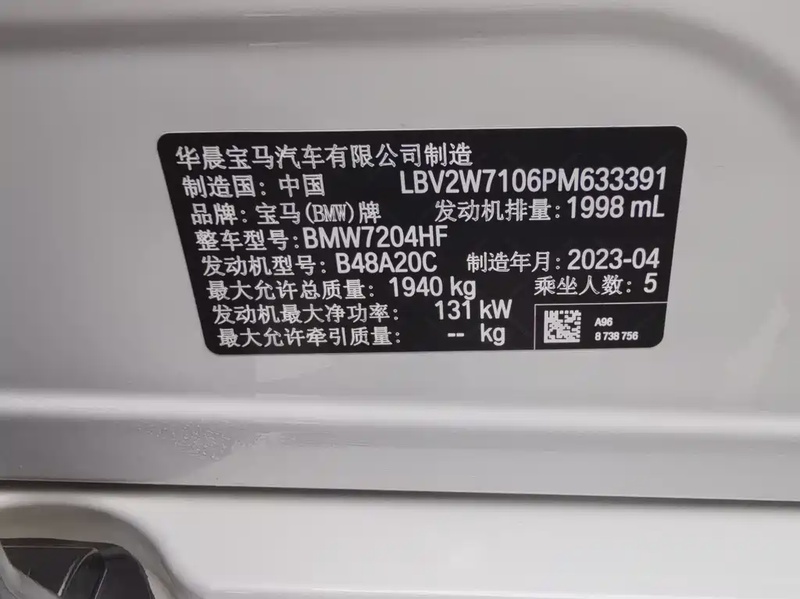 华晨宝马汽车有限公司制造
制造国: 中国 LBV2W7106PM633391
品牌: 宝马(BMW)牌 发动机排量: 1998 mL
整车型号: BMW7204HF
发动机型号: B48A20C 制造年月: 2023-04
最大允许总质量: 1940 kg 乘坐人数: 5
发动机最大净功率: 131 kW
最大允许牵引质量: -- kg
A96
8 738 756